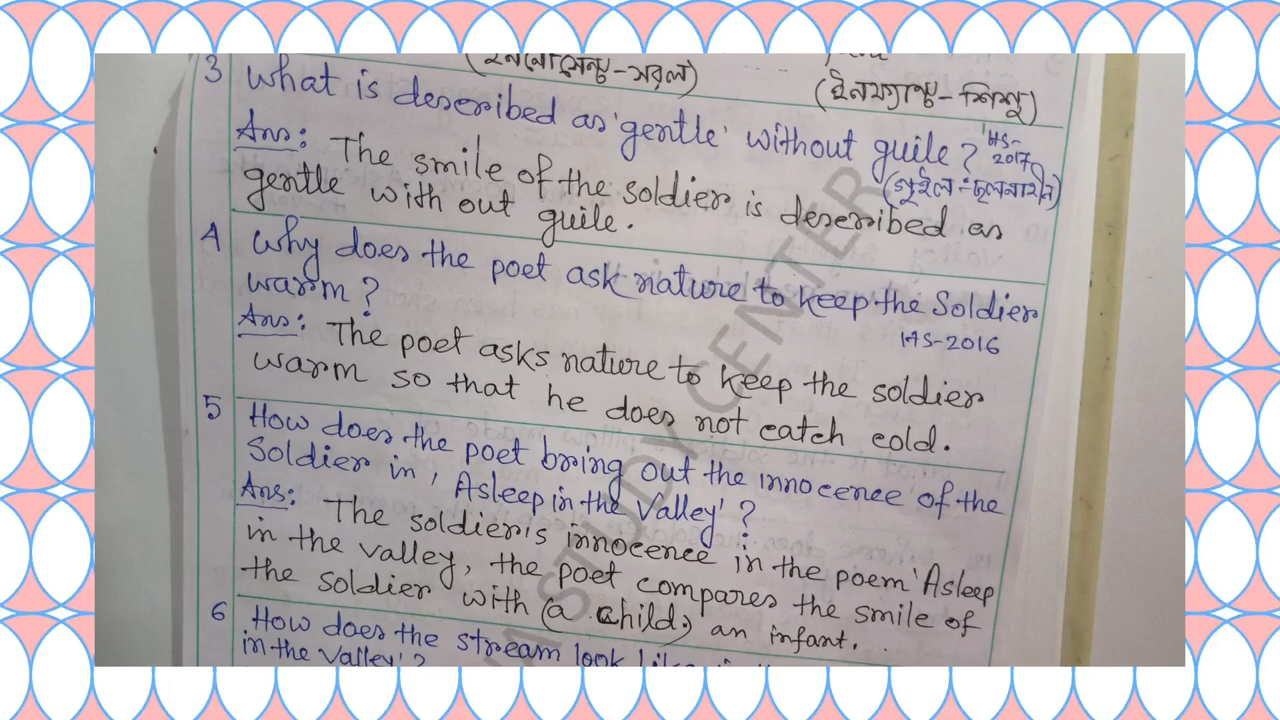 (ইনোসেন্ট-সরল)
(ইনফ্যান্ট-শিশু)
3 What is described as 'gentle' without guile? HS-2017
(গুইল-ছলনাহীন)
Ans: The smile of the soldier is described as
gentle with out guile.
4 Why does the poet ask nature to keep the Soldier
warm?
HS-2016
Ans: The poet asks nature to keep the soldier
warm so that he does not catch cold.
5 How does the poet bring out the innocence of the
Soldier in, 'Asleep in the Valley'?
Ans: The soldier's innocence in the poem 'Asleep
in the valley, the poet compares the smile of
the soldier with (a child) an infant.
6 How does the stream look
in the valley'?
STUDY CENTER